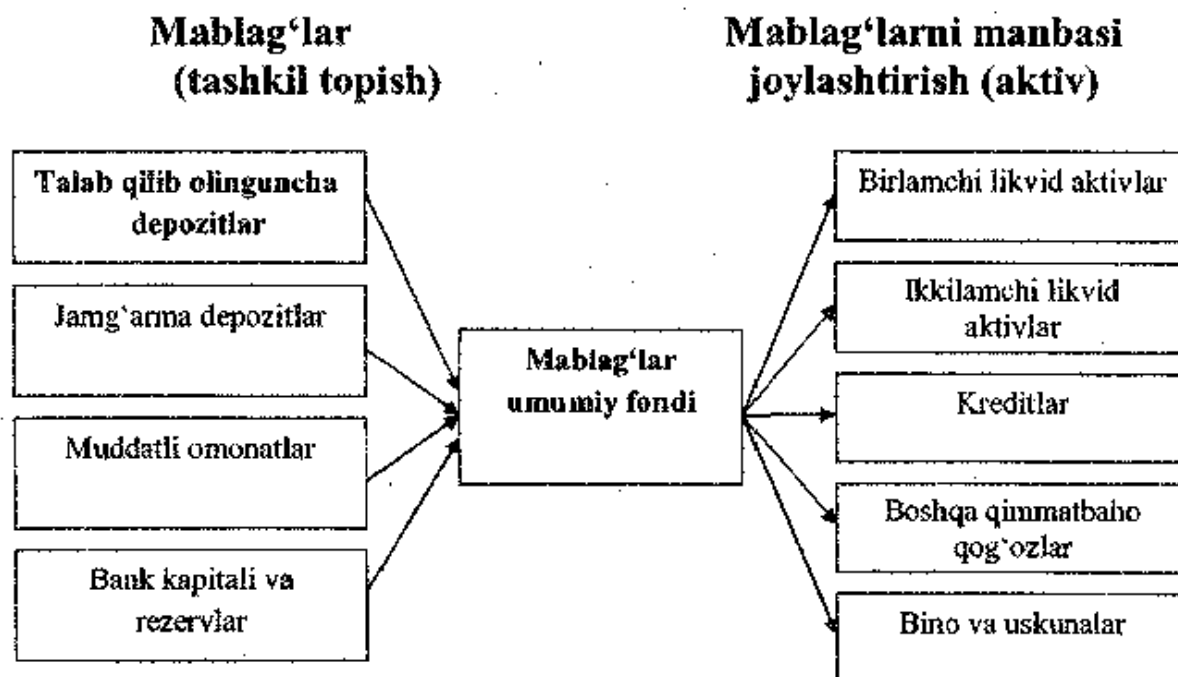 Mablag‘lar
(tashkil topish)
Mablag‘larni manbasi
joylashtirish (aktiv)
Talab qilib olinguncha
depozitlar
Jamg‘arma depozitlar
Muddatli omonatlar
Bank kapitali va
rezervlar
Mablag‘lar
umumiy fondi
Birlamchi likvid aktivlar
Ikkilamchi likvid
aktivlar
Kreditlar
Boshqa qimmatbaho
qog‘ozlar
Bino va uskunalar